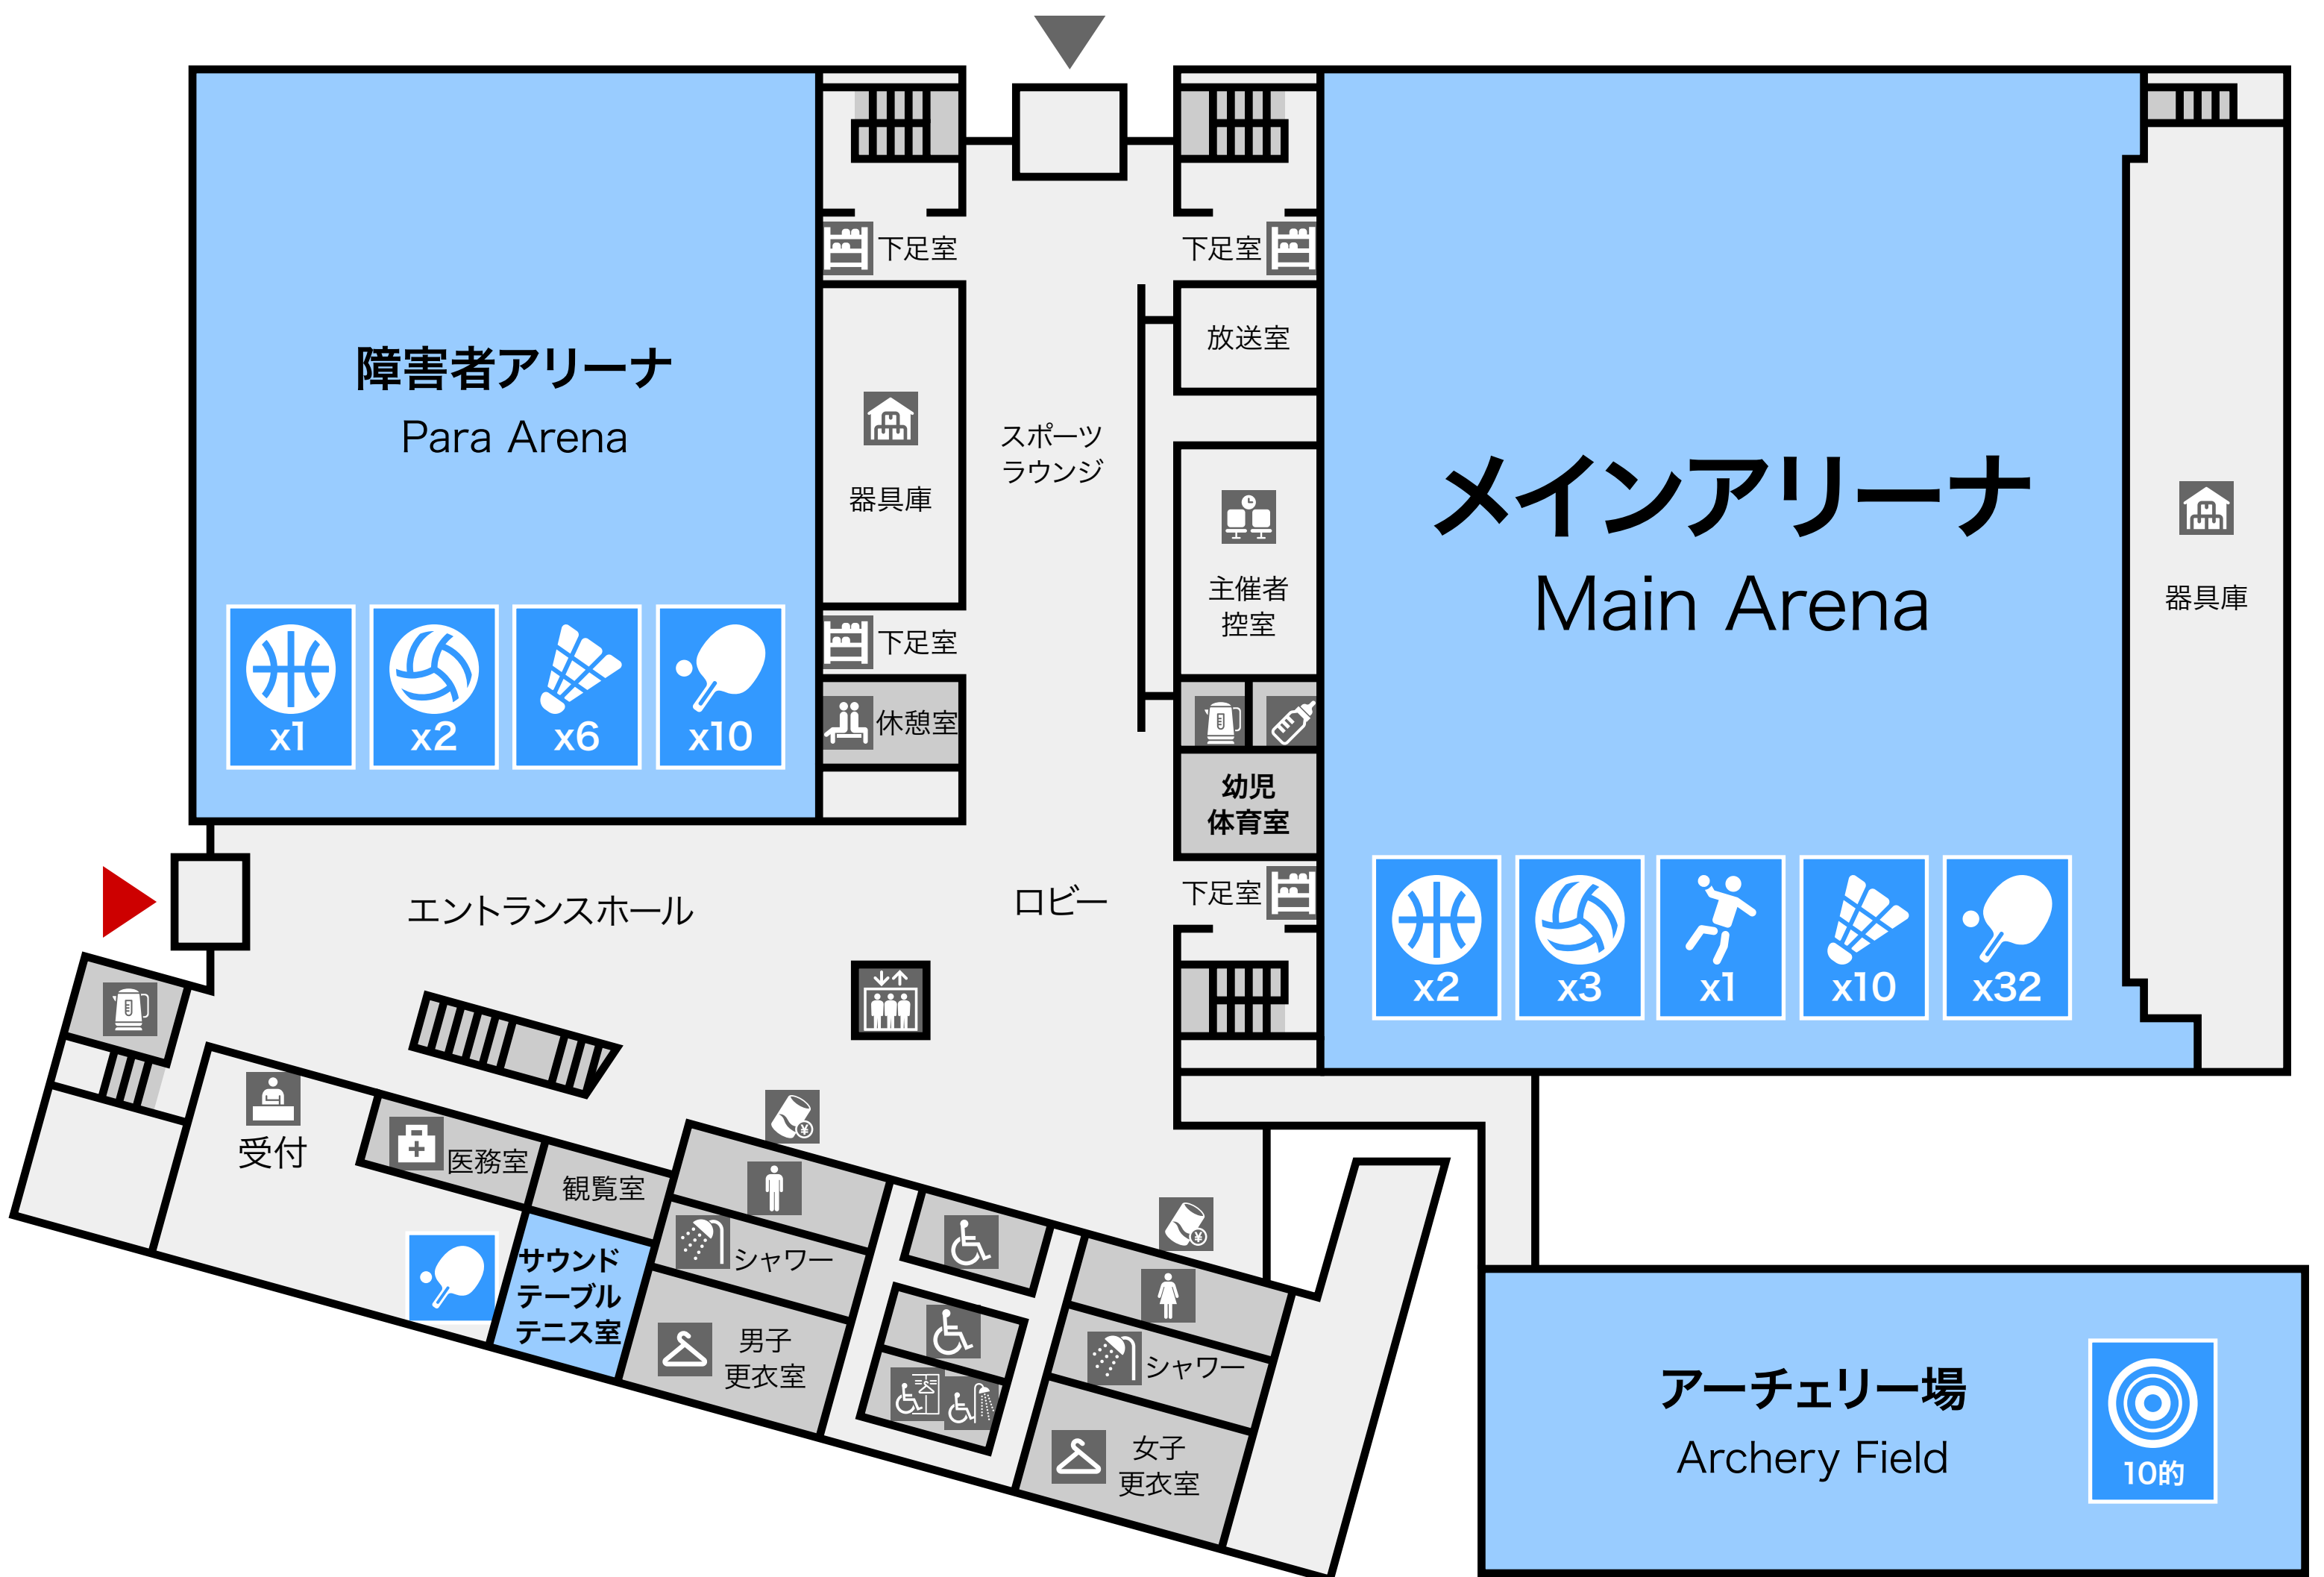 下足室
下足室
放送室
障害者アリーナ
Para Arena
スポーツ
ラウンジ
器具庫
メインアリーナ
Main Arena
主催者
控室
器具庫
下足室
休憩室
x1
x2
x6
x10
幼児
体育室
エントランスホール
ロビー
下足室
x2
x3
x1
x10
x32
受付
医務室
観覧室
¥
サウンド
テーブル
テニス室
シャワー
男子
更衣室
¥
シャワー
女子
更衣室
アーチェリー場
Archery Field
10的